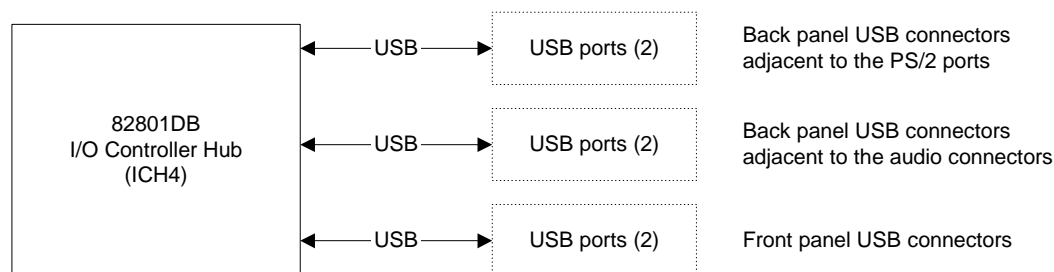 82801DB
I/O Controller Hub
(ICH4)
USB
USB ports (2)
Back panel USB connectors
adjacent to the PS/2 ports
USB
USB ports (2)
Back panel USB connectors
adjacent to the audio connectors
USB
USB ports (2)
Front panel USB connectors